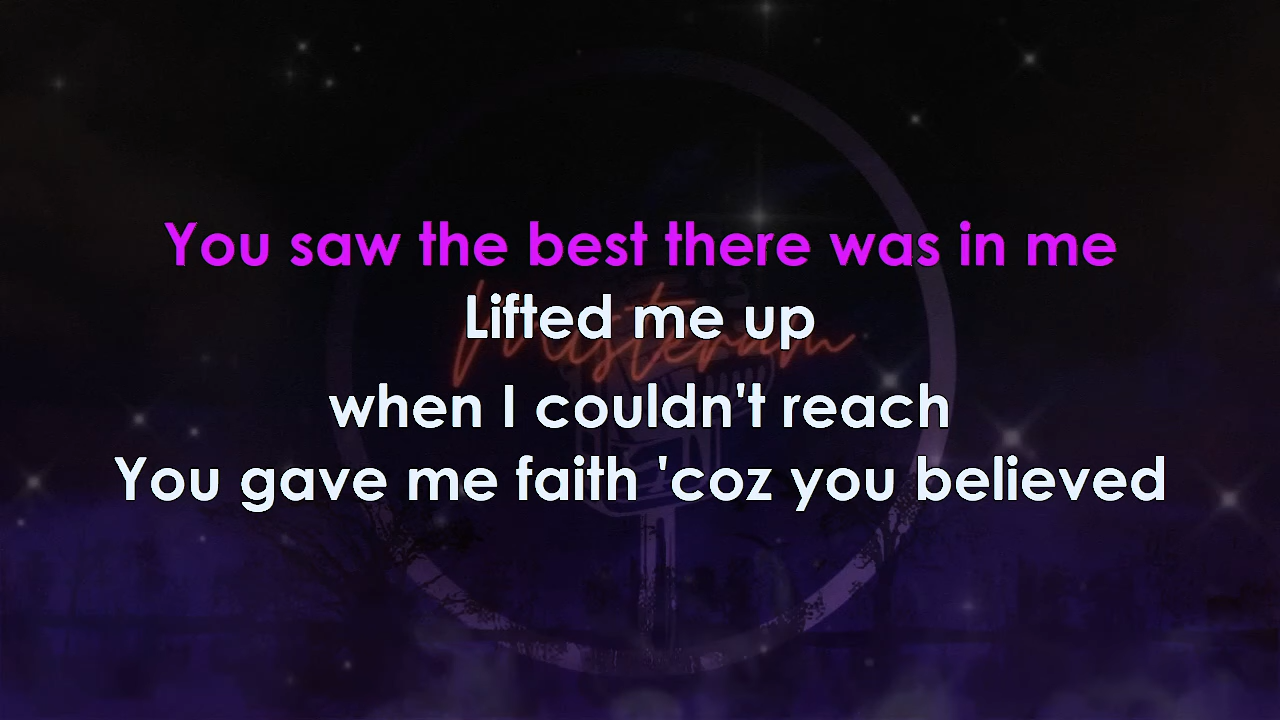 You saw the best there was in me
Lifted me up
Misteram
when I couldn't reach
You gave me faith 'coz you believed